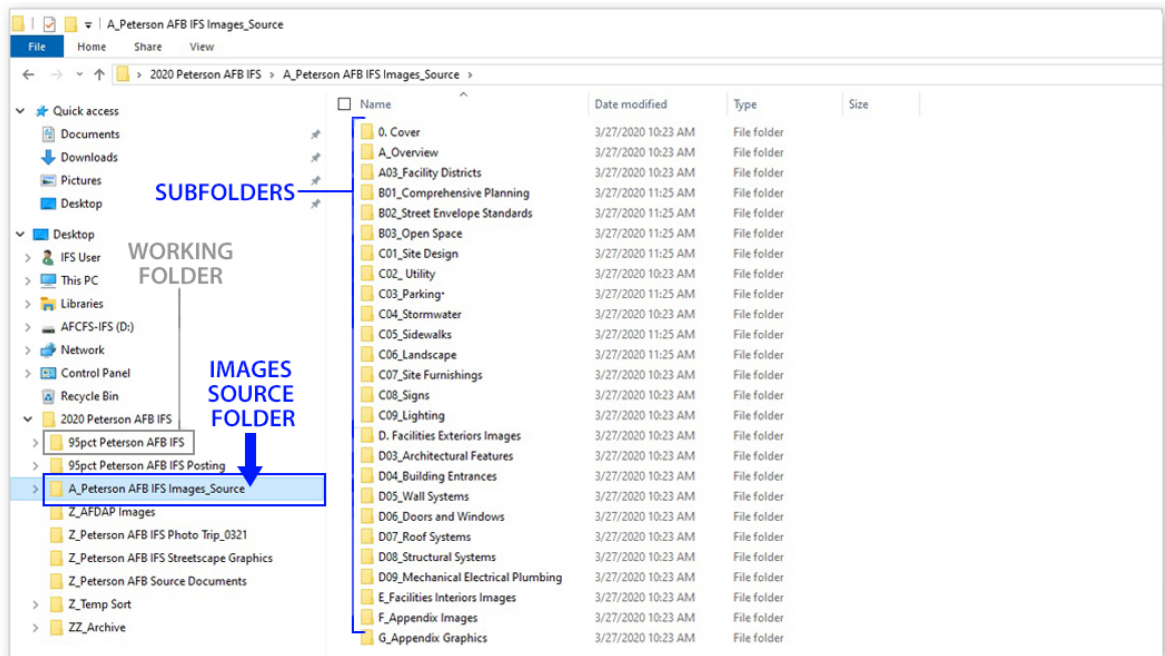 A_Peterson AFB IFS Images_Source
File Home Share View
2020 Peterson AFB IFS > A_Peterson AFB IFS Images_Source >
Quick access
Documents
Downloads
Pictures
Desktop
Desktop
IFS User
This PC
Libraries
AFCFS-IFS (D:)
Network
Control Panel
Recycle Bin
2020 Peterson AFB IFS
95pct Peterson AFB IFS
95pct Peterson AFB IFS Posting
A_Peterson AFB IFS Images_Source
Z_AFDAP Images
Z_Peterson AFB IFS Photo Trip_0321
Z_Peterson AFB IFS Streetscape Graphics
Z_Peterson AFB Source Documents
Z_Temp Sort
ZZ_Archive
SUBFOLDERS
WORKING
FOLDER
IMAGES
SOURCE
FOLDER
Name Date modified Type Size
0. Cover 3/27/2020 10:23 AM File folder
A_Overview 3/27/2020 10:23 AM File folder
A03_Facility Districts 3/27/2020 10:23 AM File folder
B01_Comprehensive Planning 3/27/2020 11:25 AM File folder
B02_Street Envelope Standards 3/27/2020 11:25 AM File folder
B03_Open Space 3/27/2020 11:25 AM File folder
C01_Site Design 3/27/2020 11:25 AM File folder
C02_ Utility 3/27/2020 10:23 AM File folder
C03_Parking· 3/27/2020 11:25 AM File folder
C04_Stormwater 3/27/2020 10:23 AM File folder
C05_Sidewalks 3/27/2020 11:25 AM File folder
C06_Landscape 3/27/2020 11:25 AM File folder
C07_Site Furnishings 3/27/2020 10:23 AM File folder
C08_Signs 3/27/2020 10:23 AM File folder
C09_Lighting 3/27/2020 10:23 AM File folder
D. Facilities Exteriors Images 3/27/2020 10:23 AM File folder
D03_Architectural Features 3/27/2020 10:23 AM File folder
D04_Building Entrances 3/27/2020 10:23 AM File folder
D05_Wall Systems 3/27/2020 10:23 AM File folder
D06_Doors and Windows 3/27/2020 10:23 AM File folder
D07_Roof Systems 3/27/2020 10:23 AM File folder
D08_Structural Systems 3/27/2020 10:23 AM File folder
D09_Mechanical Electrical Plumbing 3/27/2020 10:23 AM File folder
E_Facilities Interiors Images 3/27/2020 10:23 AM File folder
F_Appendix Images 3/27/2020 10:23 AM File folder
G_Appendix Graphics 3/27/2020 10:23 AM File folder